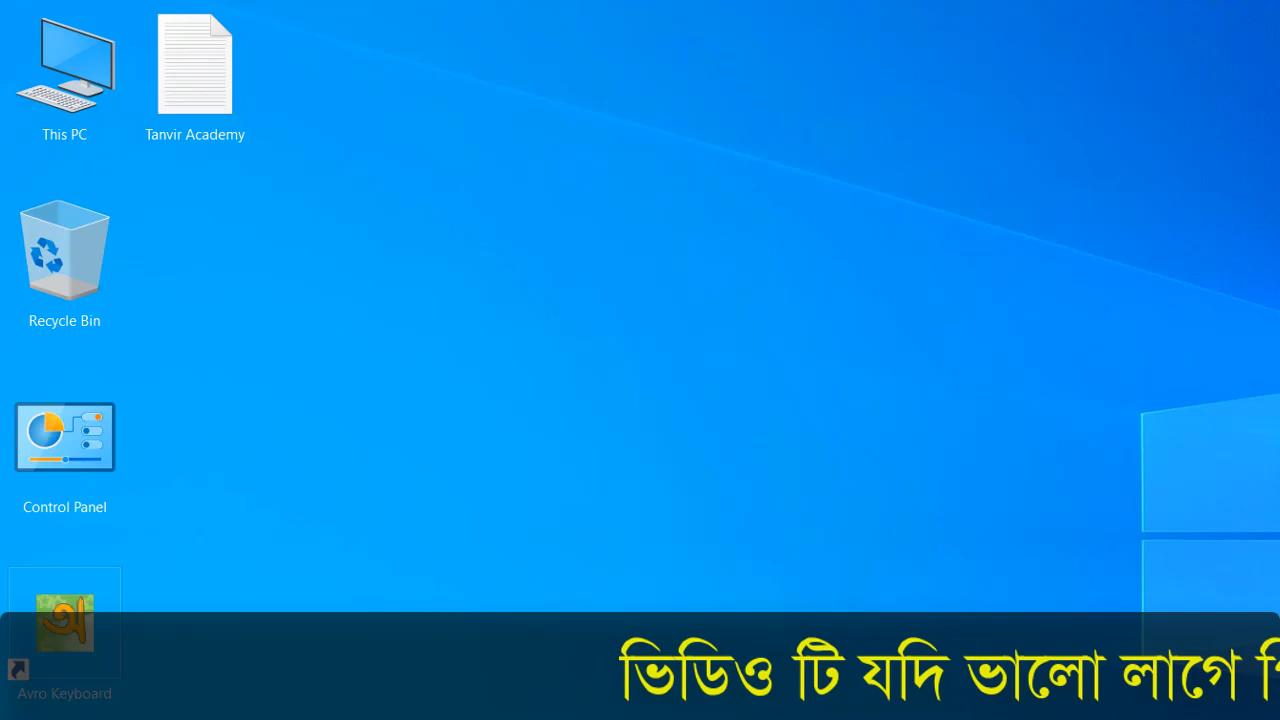 This PC
Tanvir Academy
Recycle Bin
Control Panel
অ
Avro Keyboard
ভিডিও টি যদি ভালো লাগে